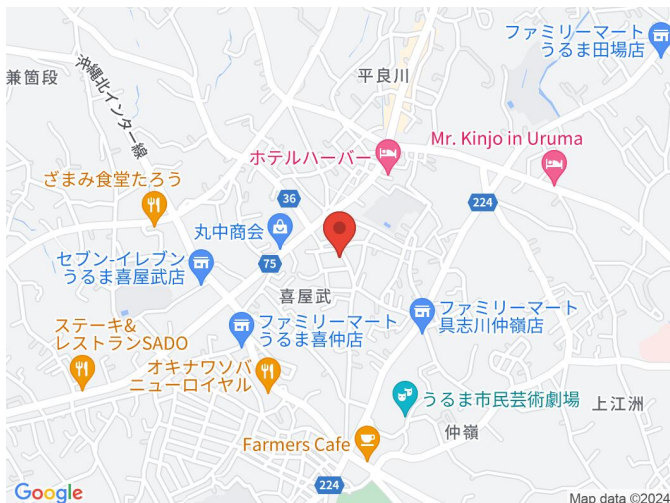 ファミリーマート
うるま田場店
兼箇段
沖縄北インター線
平良川
ホテルハーバー
Mr. Kinjo in Uruma
ざまみ食堂たろう
36
224
丸中商会
セブン-イレブン
うるま喜屋武店
75
喜屋武
ファミリーマート
具志川仲嶺店
ステーキ&
レストランSADO
ファミリーマート
うるま喜仲店
オキナワソバ
ニューロイヤル
うるま市民芸術劇場
上江洲
仲嶺
Farmers Cafe
224
Google
Map data ©2024